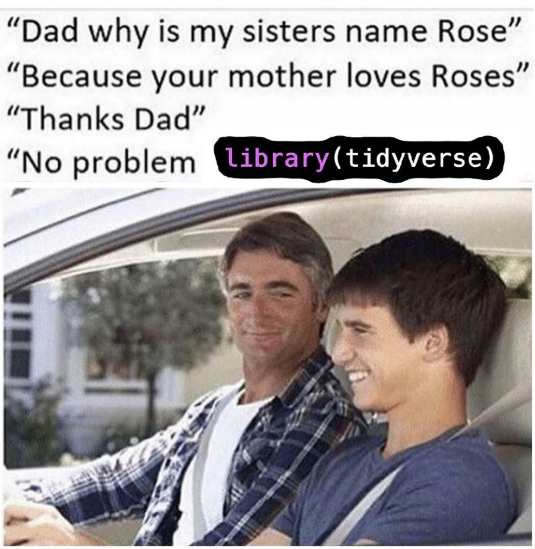 “Dad why is my sisters name Rose”
“Because your mother loves Roses”
“Thanks Dad”
“No problem library(tidyverse)